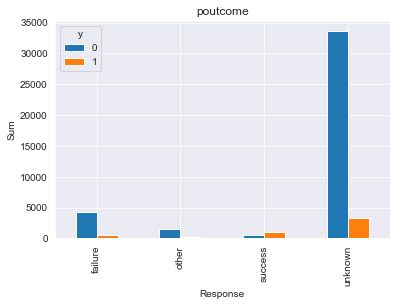 poutcome
y
0
1
35000
30000
25000
20000
15000
10000
5000
0
Sum
failure
other
success
unknown
Response